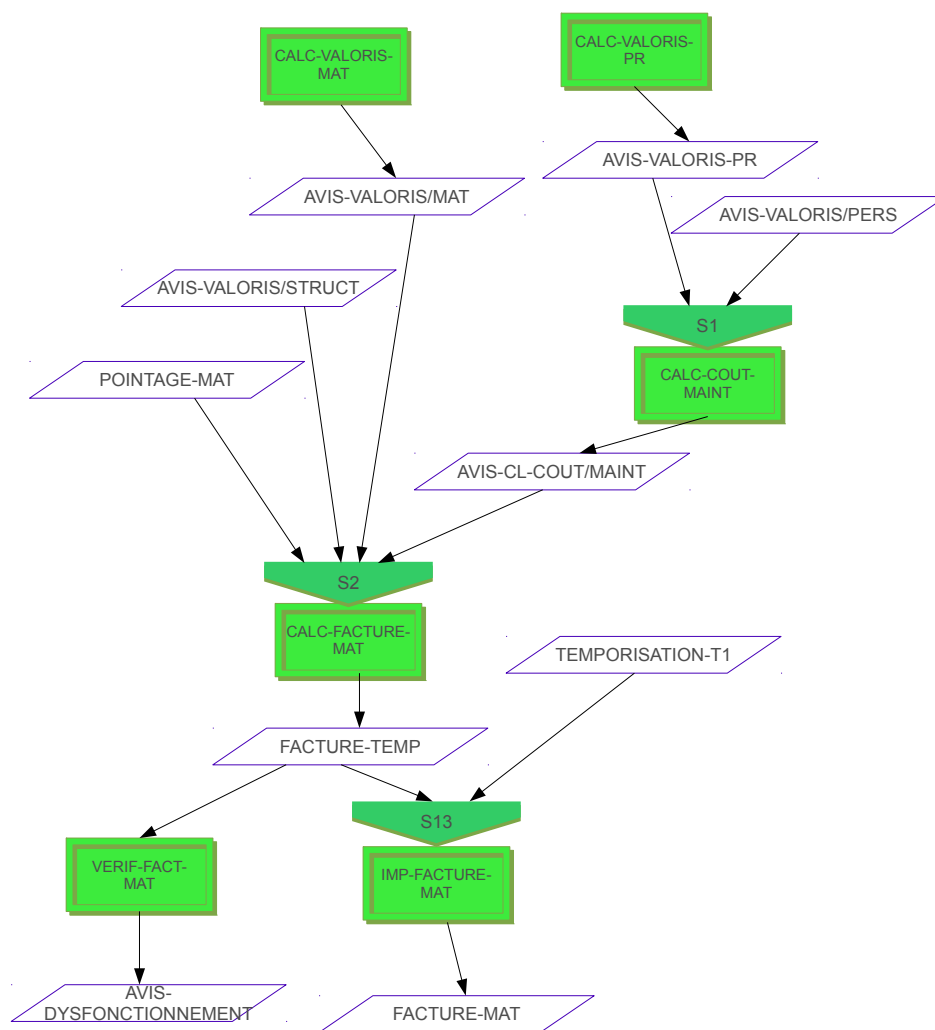 CALC-VALORIS-
MAT
CALC-VALORIS-
PR
AVIS-VALORIS-PR
AVIS-VALORIS/MAT
AVIS-VALORIS/PERS
AVIS-VALORIS/STRUCT
S1
POINTAGE-MAT
CALC-COUT-
MAINT
AVIS-CL-COUT/MAINT
S2
CALC-FACTURE-
MAT
TEMPORISATION-T1
FACTURE-TEMP
S13
VERIF-FACT-
MAT
IMP-FACTURE-
MAT
AVIS-
DYSFONCTIONNEMENT
FACTURE-MAT